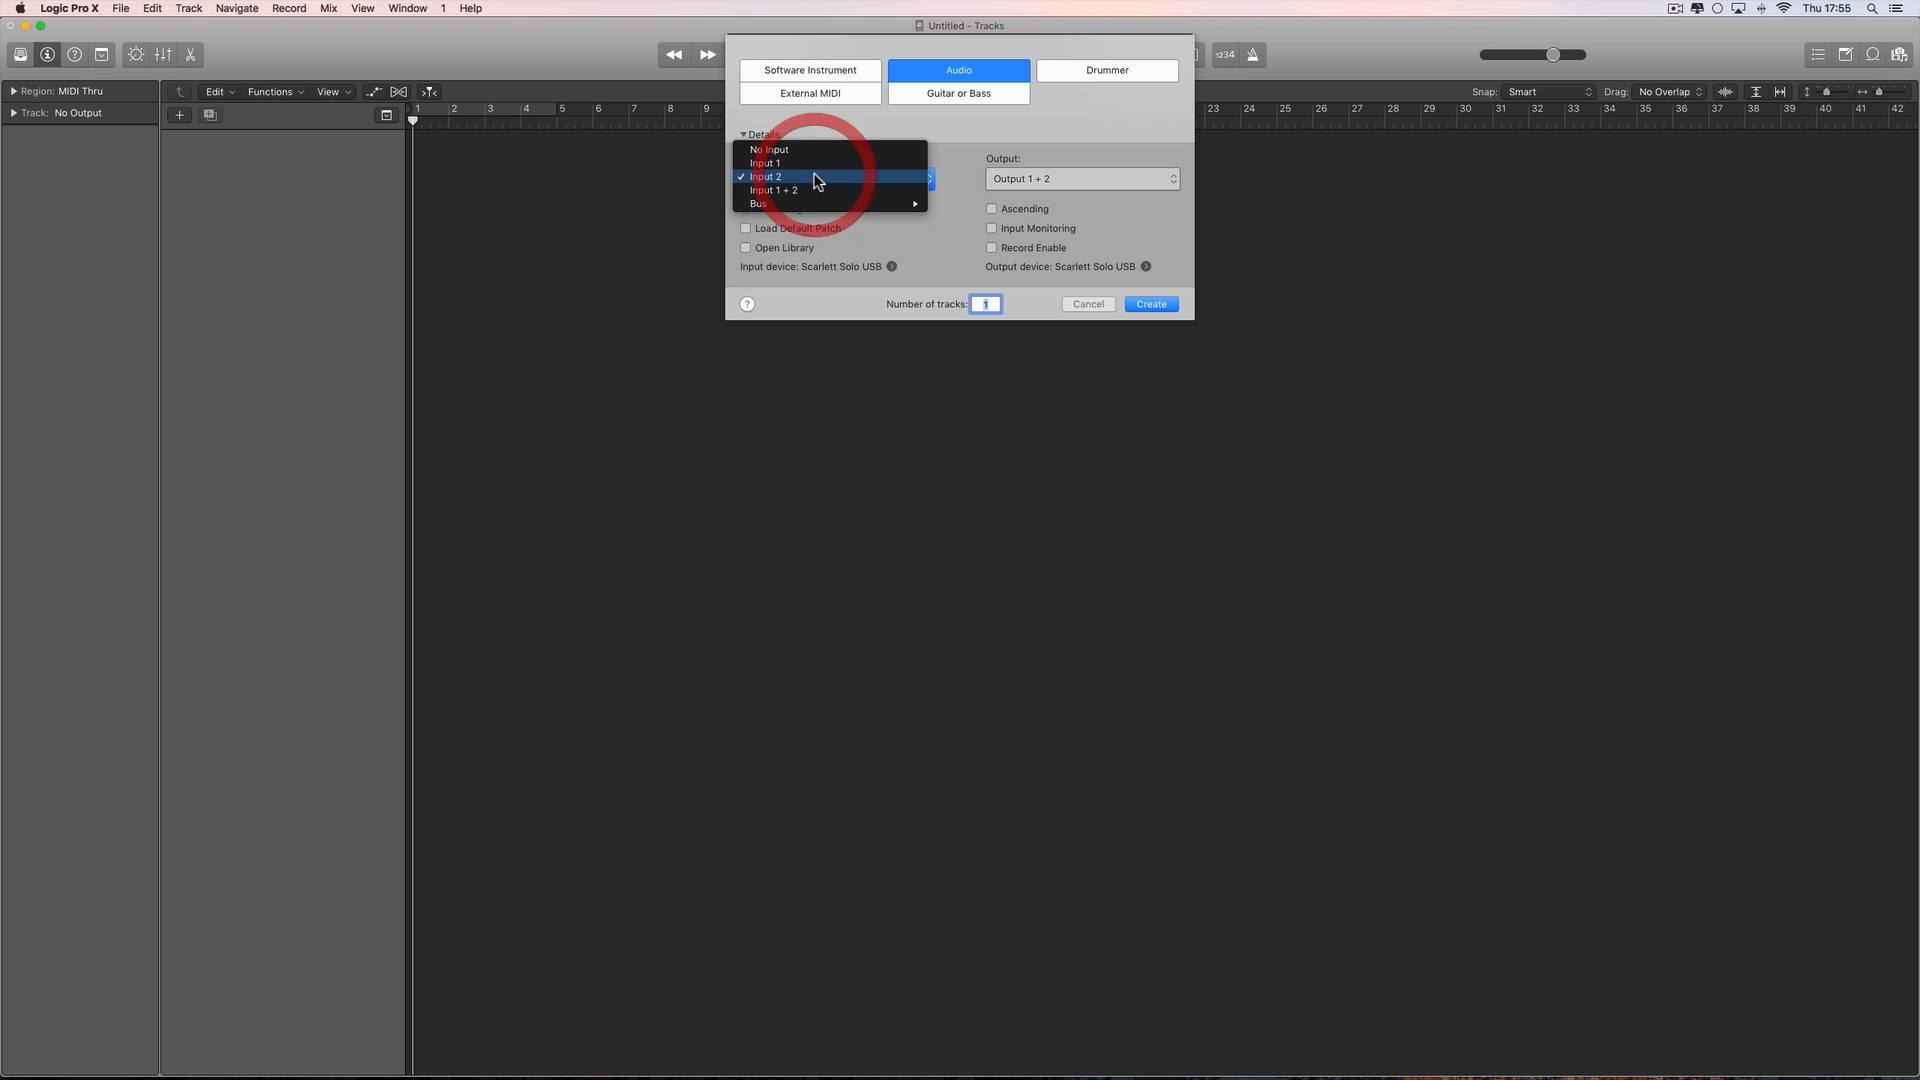 Logic Pro X File Edit Track Navigate Record Mix View Window 1 Help
Thu 17:55
Untitled - Tracks
1234
Software Instrument
Audio
Drummer
External MIDI
Guitar or Bass
Region: MIDI Thru
Edit
Functions
View
Snap: Smart
Drag: No Overlap
Track: No Output
1 2 3 4 5 6 7 8 9 23 24 25 26 27 28 29 30 31 32 33 34 35 36 37 38 39 40 41 42
Details:
No Input
Input 1
Input 2
Input 1 + 2
Bus
Output:
Output 1 + 2
Ascending
Load Default Patch
Input Monitoring
Open Library
Record Enable
Input device: Scarlett Solo USB
Output device: Scarlett Solo USB
?
Number of tracks: 1
Cancel
Create